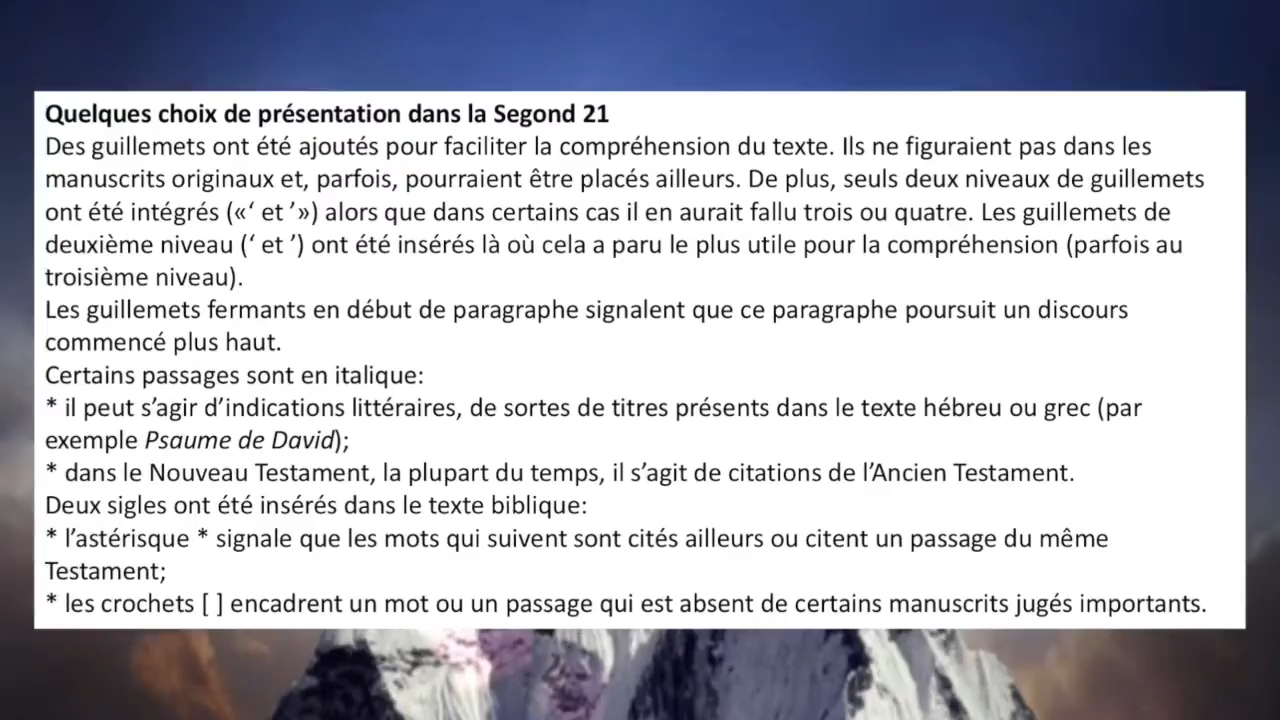 Quelques choix de présentation dans la Segond 21
Des guillemets ont été ajoutés pour faciliter la compréhension du texte. Ils ne figuraient pas dans les
manuscrits originaux et, parfois, pourraient être placés ailleurs. De plus, seuls deux niveaux de guillemets
ont été intégrés («‘ et ’») alors que dans certains cas il en aurait fallu trois ou quatre. Les guillemets de
deuxième niveau (‘ et ’) ont été insérés là où cela a paru le plus utile pour la compréhension (parfois au
troisième niveau).
Les guillemets fermants en début de paragraphe signalent que ce paragraphe poursuit un discours
commencé plus haut.
Certains passages sont en italique:
* il peut s’agir d’indications littéraires, de sortes de titres présents dans le texte hébreu ou grec (par
exemple Psaume de David);
* dans le Nouveau Testament, la plupart du temps, il s’agit de citations de l’Ancien Testament.
Deux sigles ont été insérés dans le texte biblique:
* l’astérisque * signale que les mots qui suivent sont cités ailleurs ou citent un passage du même
Testament;
* les crochets [ ] encadrent un mot ou un passage qui est absent de certains manuscrits jugés importants.